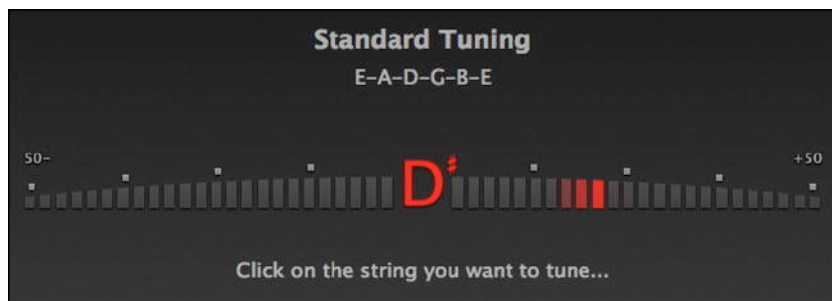 Standard Tuning
E-A-D-G-B-E
50- D♯ +50
Click on the string you want to tune...